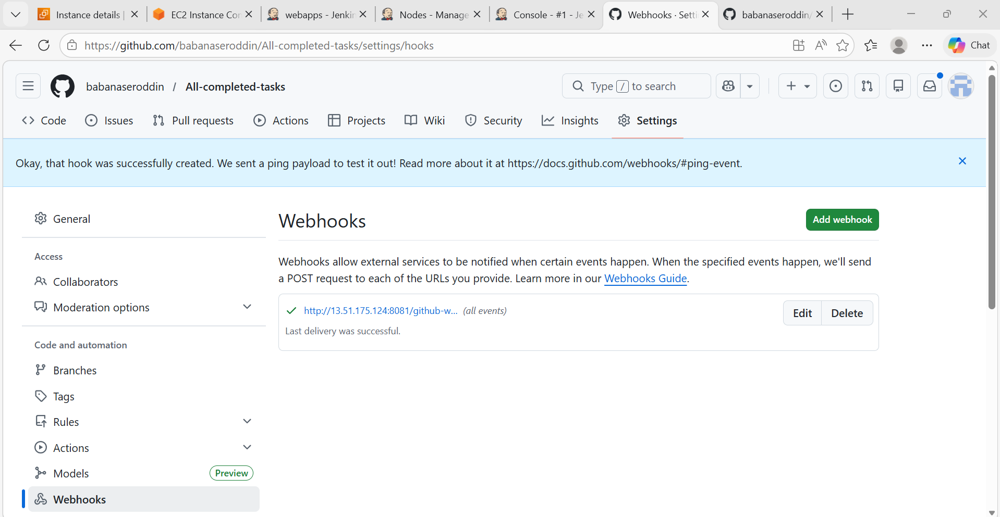 Instance details |
EC2 Instance Cor
webapps - Jenkin
Nodes - Manage
Console - #1 - Je
Webhooks · Setti
babanaseroddin/
https://github.com/babanaseroddin/All-completed-tasks/settings/hooks
Chat
babanaseroddin / All-completed-tasks
Type / to search
Code
Issues
Pull requests
Actions
Projects
Wiki
Security
Insights
Settings
Okay, that hook was successfully created. We sent a ping payload to test it out! Read more about it at https://docs.github.com/webhooks/#ping-event.
General
Access
Collaborators
Moderation options
Code and automation
Branches
Tags
Rules
Actions
Models Preview
Webhooks
Webhooks
Add webhook
Webhooks allow external services to be notified when certain events happen. When the specified events happen, we'll send
a POST request to each of the URLs you provide. Learn more in our Webhooks Guide.
http://13.51.175.124:8081/github-w... (all events)
Edit
Delete
Last delivery was successful.